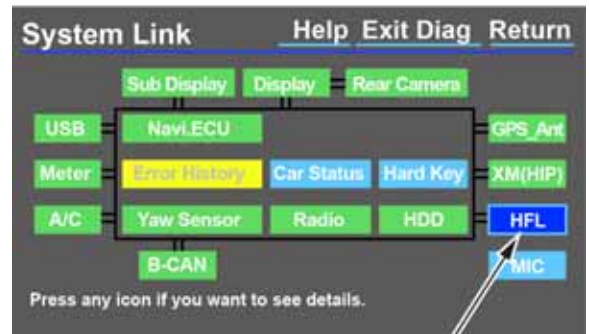 System Link Help Exit Diag Return
Sub Display Display Rear Camera
USB Navi.ECU GPS_Ant
Meter Error History Car Status Hard Key XM(HIP)
A/C Yaw Sensor Radio HDD HFL
B-CAN MIC
Press any icon if you want to see details.